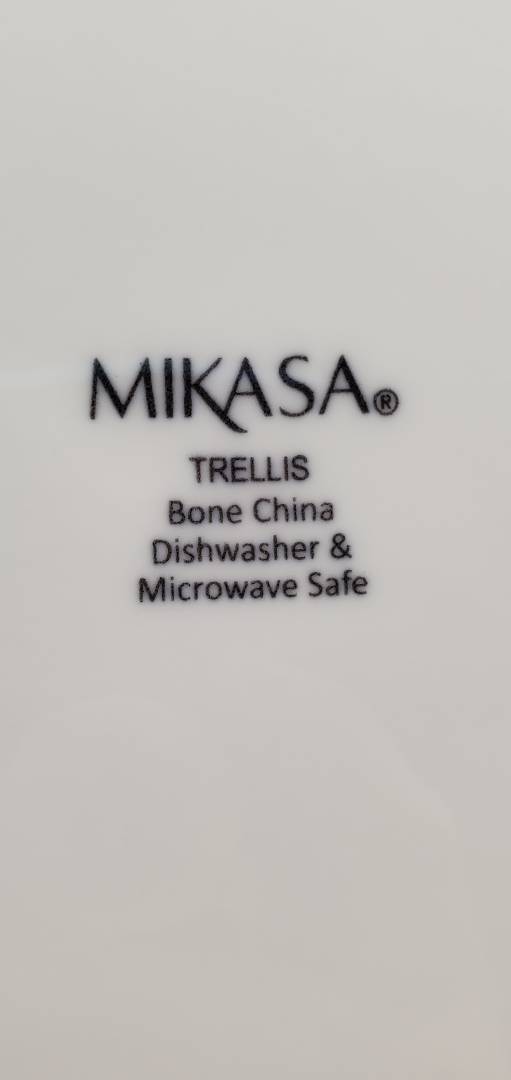 MIKASA®
TRELLIS
Bone China
Dishwasher &
Microwave Safe